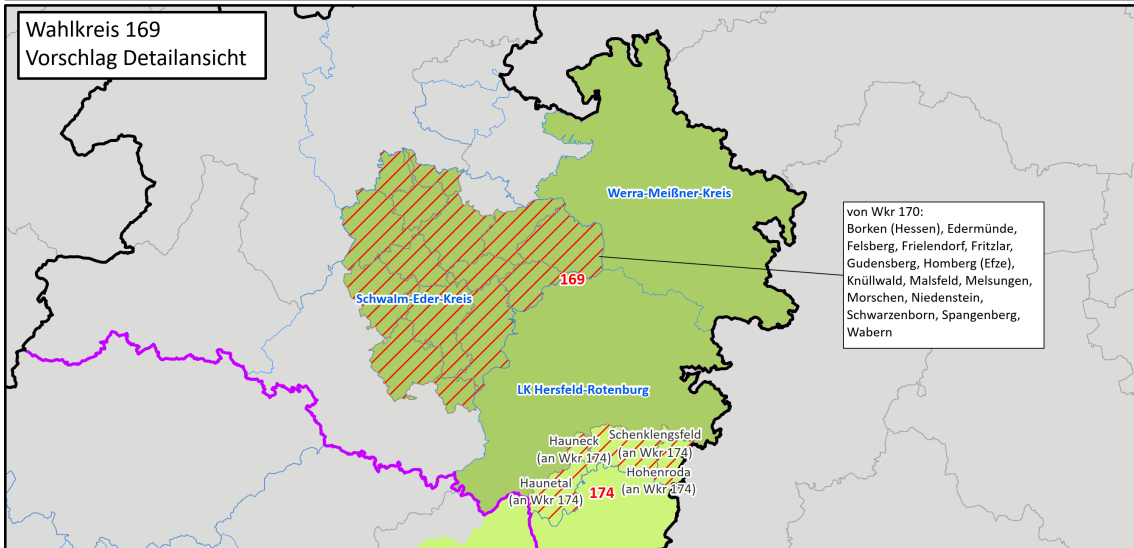 Wahlkreis 169
Vorschlag Detailansicht
Werra-Meißner-Kreis
von Wkr 170:
Borken (Hessen), Edermünde,
Felsberg, Frielendorf, Fritzlar,
Gudensberg, Homberg (Efze),
Knüllwald, Malsfeld, Melsungen,
Morschen, Niedenstein,
Schwarzenborn, Spangenberg,
Wabern
169
Schwalm-Eder-Kreis
LK Hersfeld-Rotenburg
Hauneck
(an Wkr 174)
Schenklengsfeld
(an Wkr 174)
Hohenroda
(an Wkr 174)
Haunetal
(an Wkr 174)
174